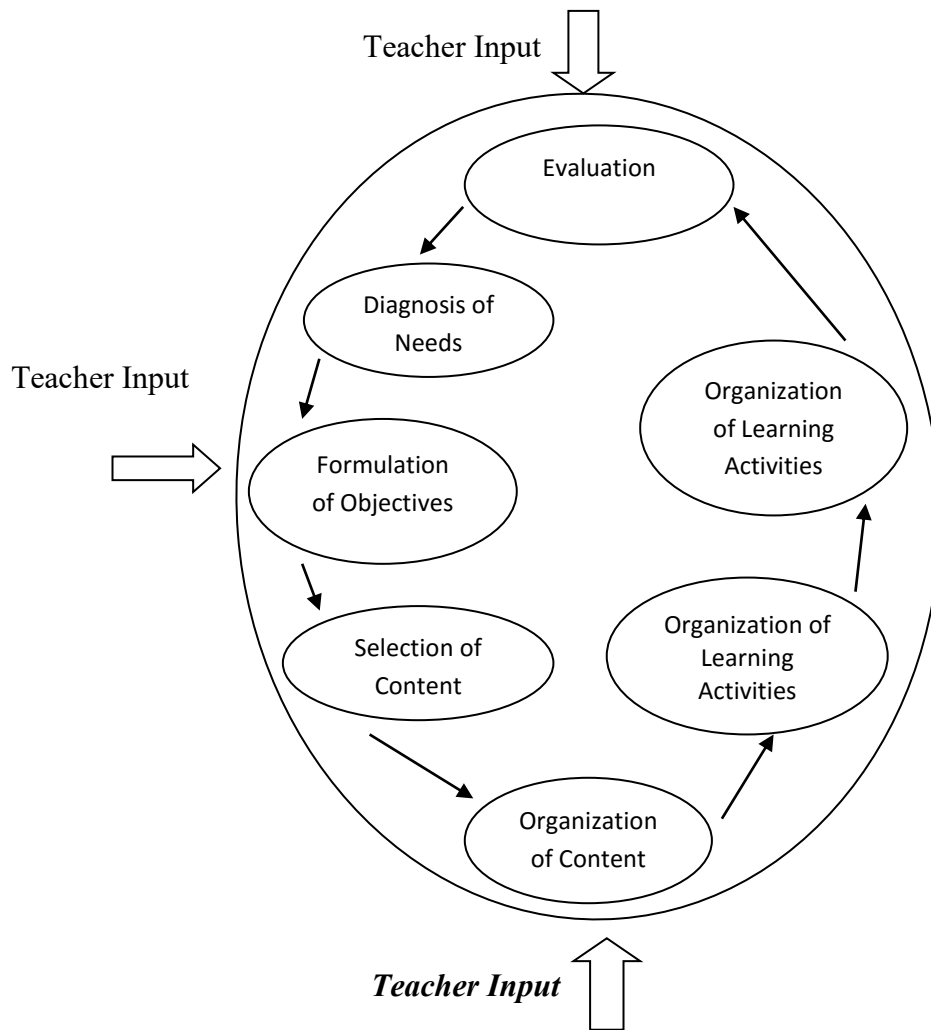 Teacher Input
Evaluation
Diagnosis of
Needs
Teacher Input
Formulation
of Objectives
Selection of
Content
Organization
of Content
Organization of
Learning
Activities
Organization
of Learning
Activities
Teacher Input